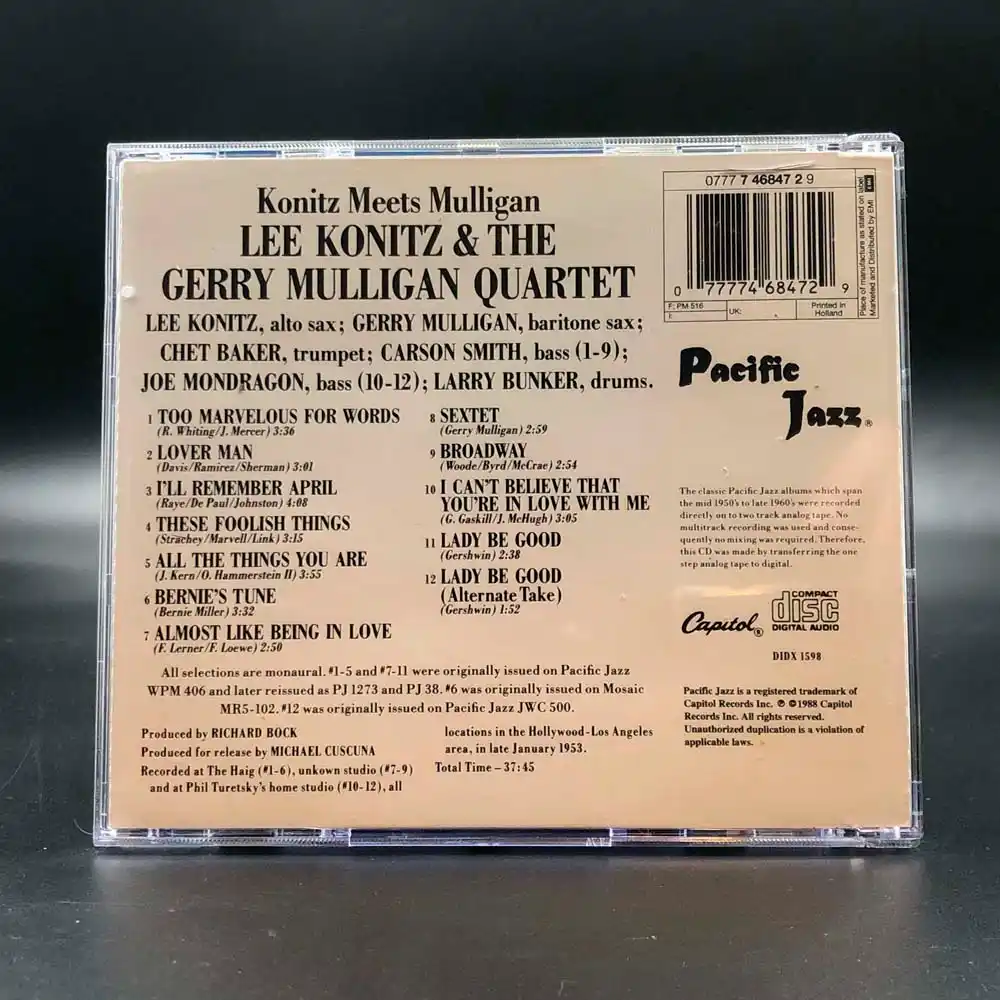 Konitz Meets Mulligan
LEE KONITZ & THE
GERRY MULLIGAN QUARTET
LEE KONITZ, alto sax; GERRY MULLIGAN, baritone sax;
CHET BAKER, trumpet; CARSON SMITH, bass (1-9);
JOE MONDRAGON, bass (10-12); LARRY BUNKER, drums.
1 TOO MARVELOUS FOR WORDS
(R. Whiting/J. Mercer) 3:36
2 LOVER MAN
(Davis/Ramirez/Sherman) 3:01
3 I'LL REMEMBER APRIL
(Raye/De Paul/Johnston) 4:08
4 THESE FOOLISH THINGS
(Strachey/Marvell/Link) 3:15
5 ALL THE THINGS YOU ARE
(J. Kern/O. Hammerstein II) 3:55
6 BERNIE'S TUNE
(Bernie Miller) 3:32
7 ALMOST LIKE BEING IN LOVE
(F. Lerner/F. Loewe) 2:50
8 SEXTET
(Gerry Mulligan) 2:59
9 BROADWAY
(Woode/Byrd/McCrae) 2:54
10 I CAN'T BELIEVE THAT
YOU'RE IN LOVE WITH ME
(G. Gaskill/J. McHugh) 3:05
11 LADY BE GOOD
(Gershwin) 2:38
12 LADY BE GOOD
(Alternate Take)
(Gershwin) 1:52
All selections are monaural. #1-5 and #7-11 were originally issued on Pacific Jazz
WPM 406 and later reissued as PJ 1273 and PJ 38. #6 was originally issued on Mosaic
MR5-102. #12 was originally issued on Pacific Jazz JWC 500.
Produced by RICHARD BOCK
Produced for release by MICHAEL CUSCUNA
Recorded at The Haig (#1-6), unkown studio (#7-9)
and at Phil Turetsky's home studio (#10-12), all
locations in the Hollywood-Los Angeles
area, in late January 1953.
Total Time – 37:45
0777 7 46847 2 9
0 77774 68472 9
F: PM 516
I:
UK:
Printed in
Holland
Place of manufacture as stated on label
Marketed and Distributed by EMI
EMI
Pacific
Jazz®
The classic Pacific Jazz albums which span
the mid 1950's to late 1960's were recorded
directly on to two track analog tape. No
multitrack recording was used and conse-
quently no mixing was required. Therefore,
this CD was made by transferring the one
step analog tape to digital.
Capitol®
COMPACT
disc
DIGITAL AUDIO
DIDX 1598
Pacific Jazz is a registered trademark of
Capitol Records Inc. ℗ © 1988 Capitol
Records Inc. All rights reserved.
Unauthorized duplication is a violation of
applicable laws.